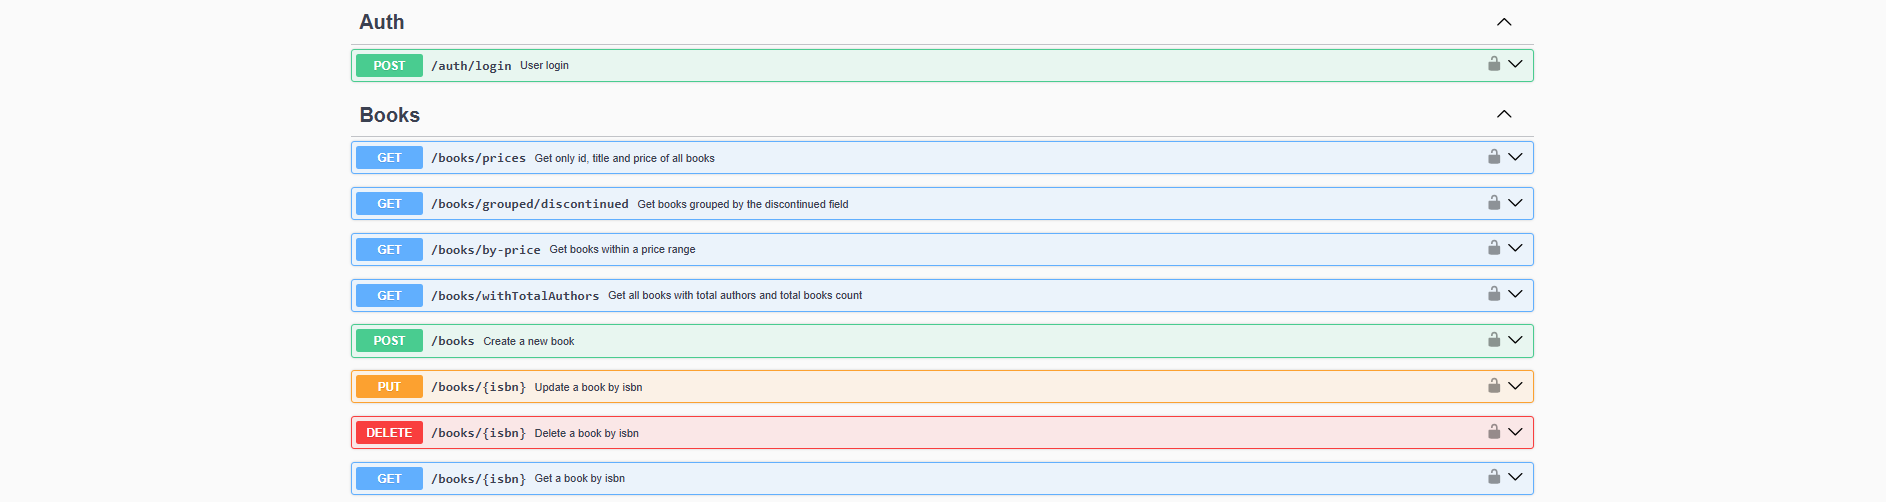 Auth
POST /auth/login User login
Books
GET /books/prices Get only id, title and price of all books
GET /books/grouped/discontinued Get books grouped by the discontinued field
GET /books/by-price Get books within a price range
GET /books/withTotalAuthors Get all books with total authors and total books count
POST /books Create a new book
PUT /books/{isbn} Update a book by isbn
DELETE /books/{isbn} Delete a book by isbn
GET /books/{isbn} Get a book by isbn